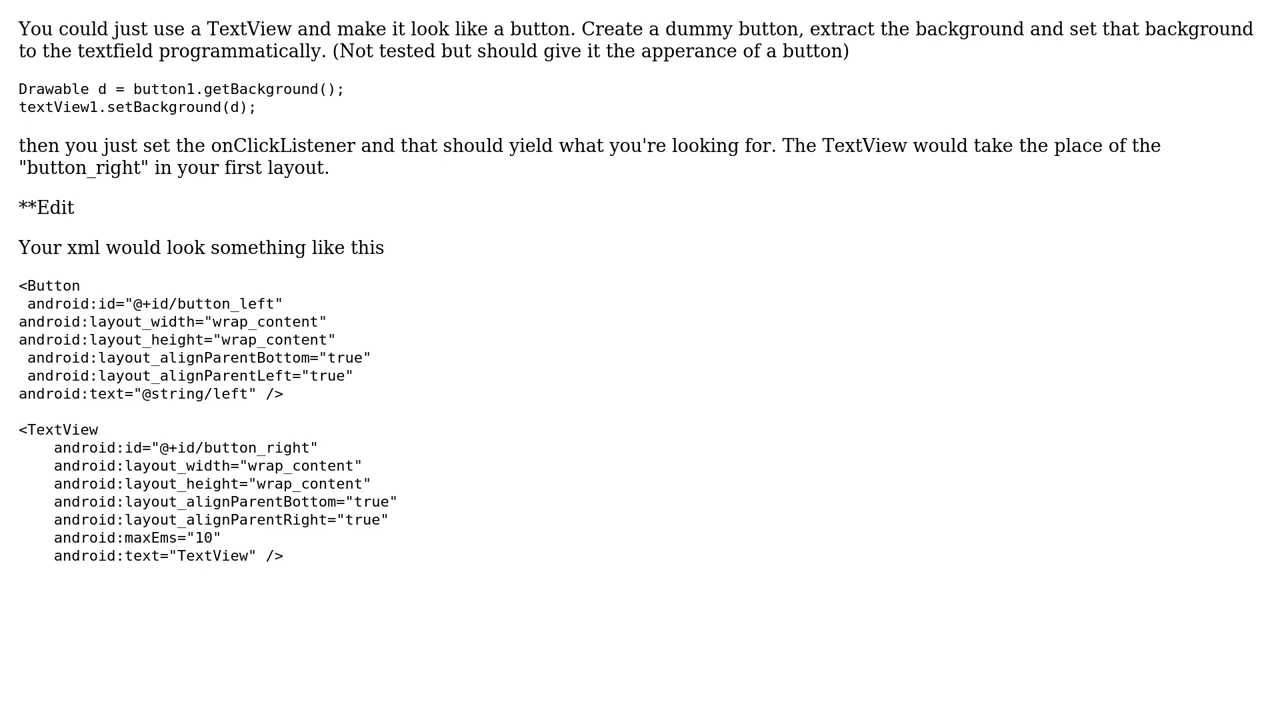 You could just use a TextView and make it look like a button. Create a dummy button, extract the background and set that background
to the textfield programmatically. (Not tested but should give it the apperance of a button)
Drawable d = button1.getBackground();
textView1.setBackground(d);
then you just set the onClickListener and that should yield what you're looking for. The TextView would take the place of the
"button_right" in your first layout.
**Edit
Your xml would look something like this
<Button
 android:id="@+id/button_left"
android:layout_width="wrap_content"
android:layout_height="wrap_content"
 android:layout_alignParentBottom="true"
 android:layout_alignParentLeft="true"
android:text="@string/left" />
<TextView
    android:id="@+id/button_right"
    android:layout_width="wrap_content"
    android:layout_height="wrap_content"
    android:layout_alignParentBottom="true"
    android:layout_alignParentRight="true"
    android:maxEms="10"
    android:text="TextView" />